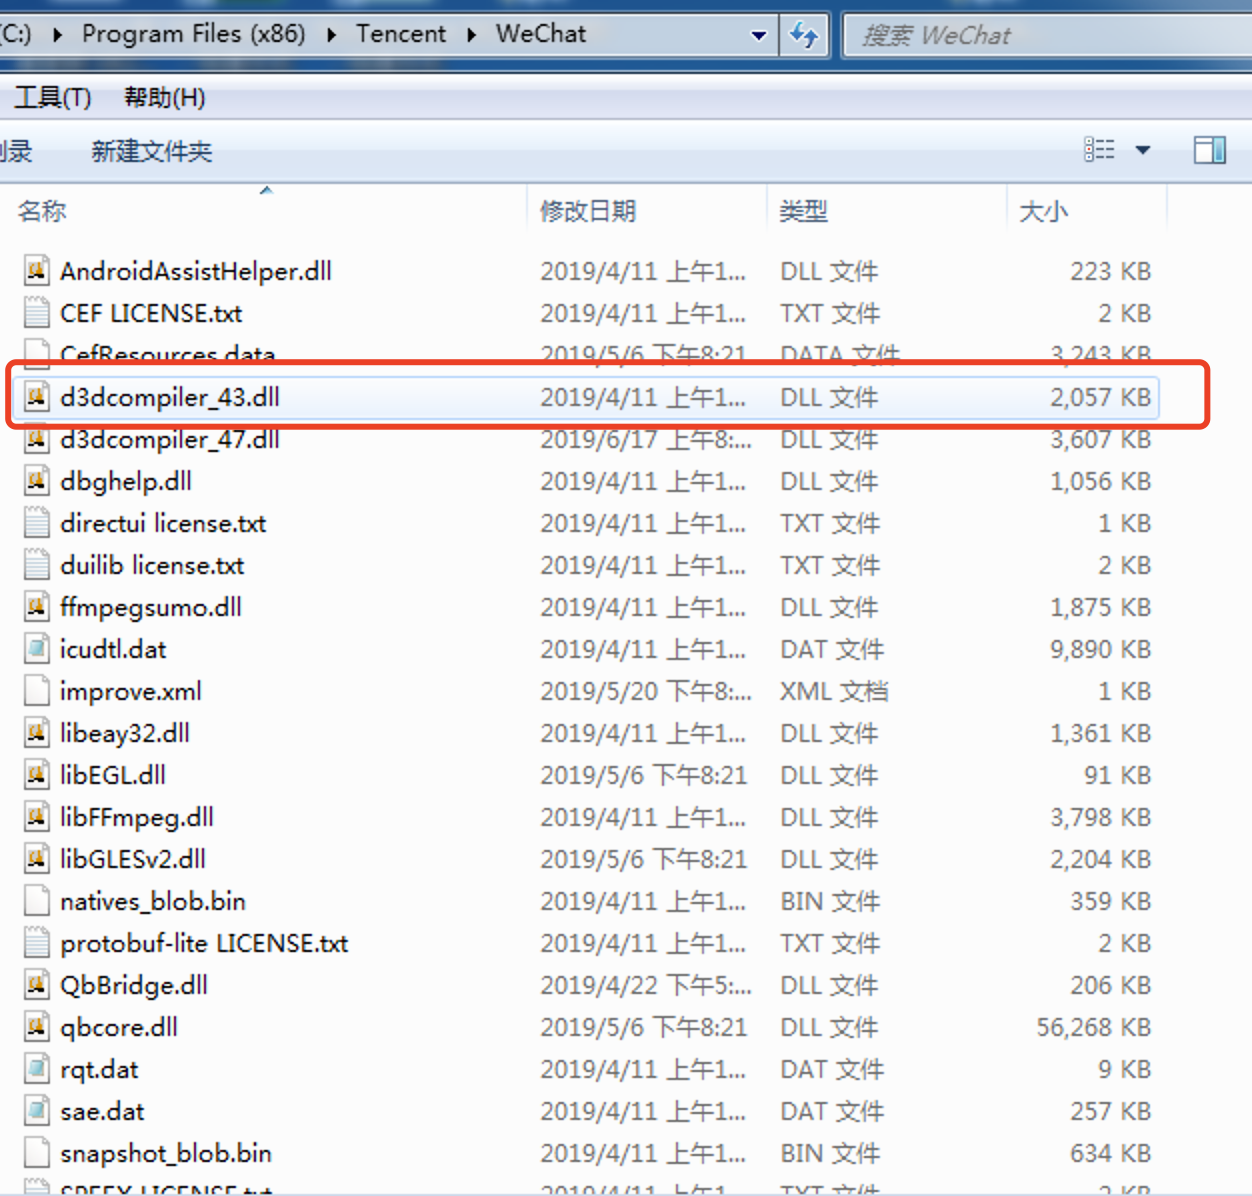 (C:) ▸ Program Files (x86) ▸ Tencent ▸ WeChat 搜索 WeChat
工具(T) 帮助(H)
新建文件夹
名称 修改日期 类型 大小
AndroidAssistHelper.dll 2019/4/11 上午1... DLL 文件 223 KB
CEF LICENSE.txt 2019/4/11 上午1... TXT 文件 2 KB
CefResources.data 2019/5/6 下午8:21 DATA 文件 3,243 KB
d3dcompiler_43.dll 2019/4/11 上午1... DLL 文件 2,057 KB
d3dcompiler_47.dll 2019/6/17 上午8:... DLL 文件 3,607 KB
dbghelp.dll 2019/4/11 上午1... DLL 文件 1,056 KB
directui license.txt 2019/4/11 上午1... TXT 文件 1 KB
duilib license.txt 2019/4/11 上午1... TXT 文件 2 KB
ffmpegsumo.dll 2019/4/11 上午1... DLL 文件 1,875 KB
icudtl.dat 2019/4/11 上午1... DAT 文件 9,890 KB
improve.xml 2019/5/20 下午8:... XML 文档 1 KB
libeay32.dll 2019/4/11 上午1... DLL 文件 1,361 KB
libEGL.dll 2019/5/6 下午8:21 DLL 文件 91 KB
libFFmpeg.dll 2019/4/11 上午1... DLL 文件 3,798 KB
libGLESv2.dll 2019/5/6 下午8:21 DLL 文件 2,204 KB
natives_blob.bin 2019/4/11 上午1... BIN 文件 359 KB
protobuf-lite LICENSE.txt 2019/4/11 上午1... TXT 文件 2 KB
QbBridge.dll 2019/4/22 下午5:... DLL 文件 206 KB
qbcore.dll 2019/5/6 下午8:21 DLL 文件 56,268 KB
rqt.dat 2019/4/11 上午1... DAT 文件 9 KB
sae.dat 2019/4/11 上午1... DAT 文件 257 KB
snapshot_blob.bin 2019/4/11 上午1... BIN 文件 634 KB
SPEEX LICENSE.txt 2019/4/11 上午1... TXT 文件 2 KB